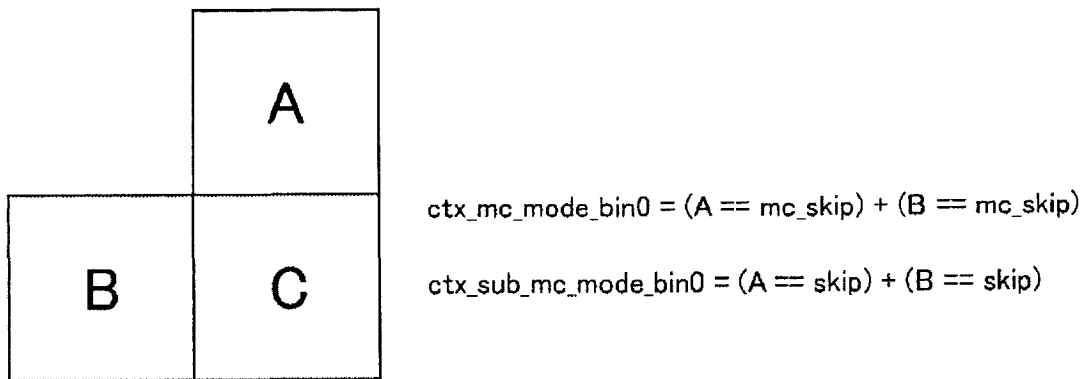 A
B
C
ctx_mc_mode_bin0 = (A == mc_skip) + (B == mc_skip)
ctx_sub_mc_mode_bin0 = (A == skip) + (B == skip)